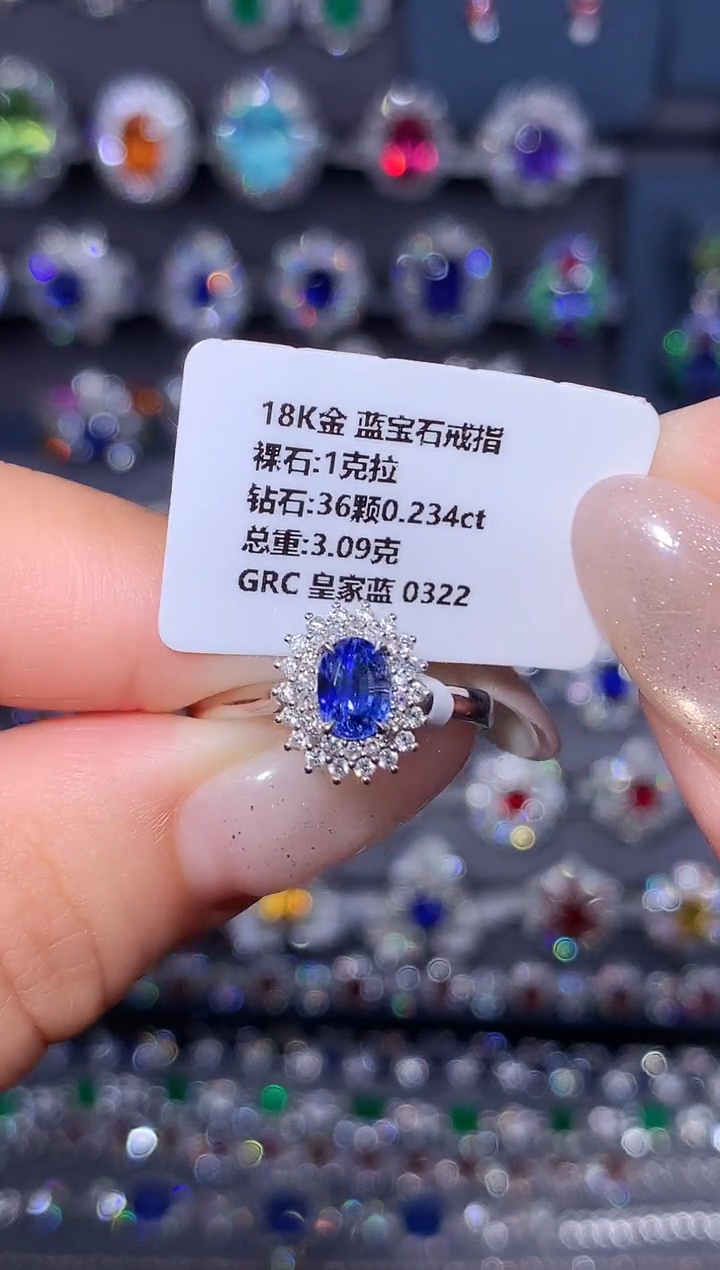 18K金 蓝宝石戒指
裸石:1克拉
钻石:36颗0.234ct
总重:3.09克
GRC 皇家蓝 0322